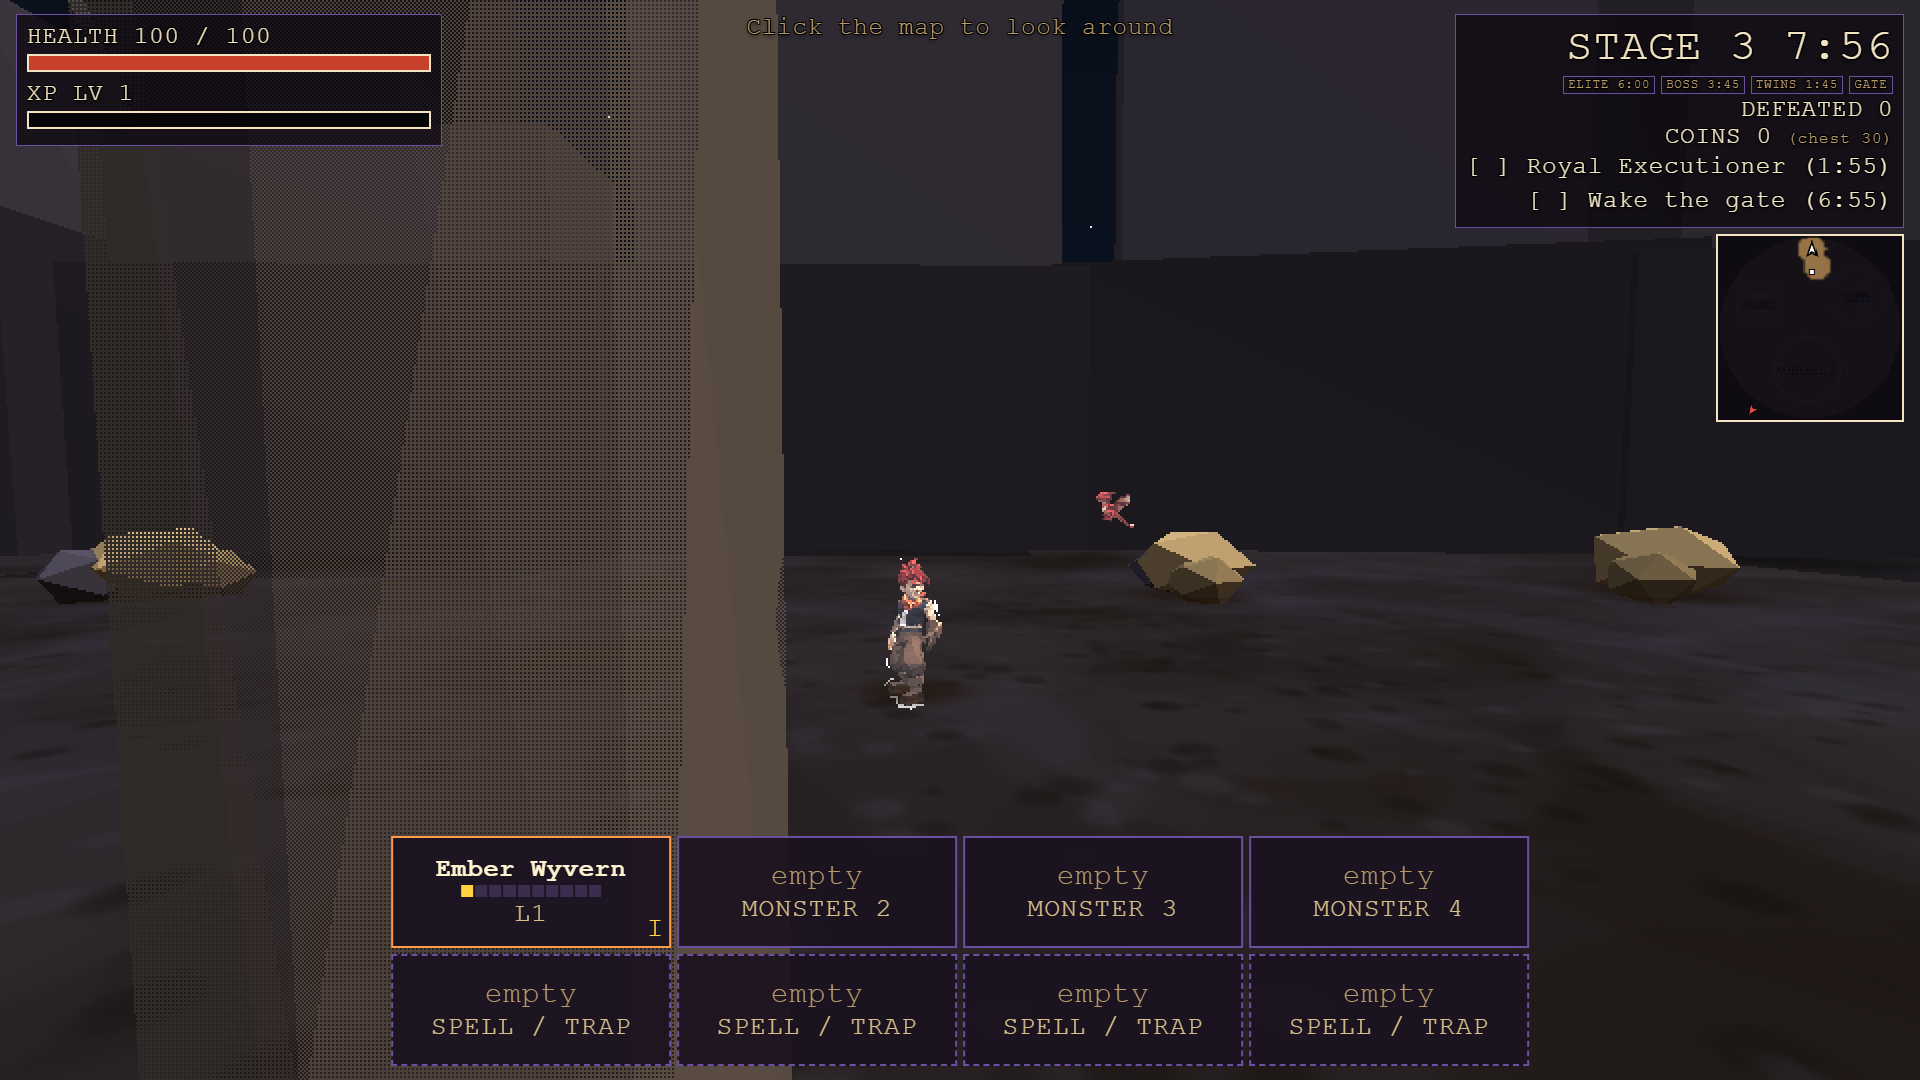 HEALTH 100 / 100
XP LV 1
Click the map to look around
STAGE 3 7:56
ELITE 6:00 BOSS 3:45 TWINS 1:45 GATE
DEFEATED 0
COINS 0 (chest 30)
[ ] Royal Executioner (1:55)
[ ] Wake the gate (6:55)
Ember Wyvern
L1
I
empty
MONSTER 2
empty
MONSTER 3
empty
MONSTER 4
empty
SPELL / TRAP
empty
SPELL / TRAP
empty
SPELL / TRAP
empty
SPELL / TRAP